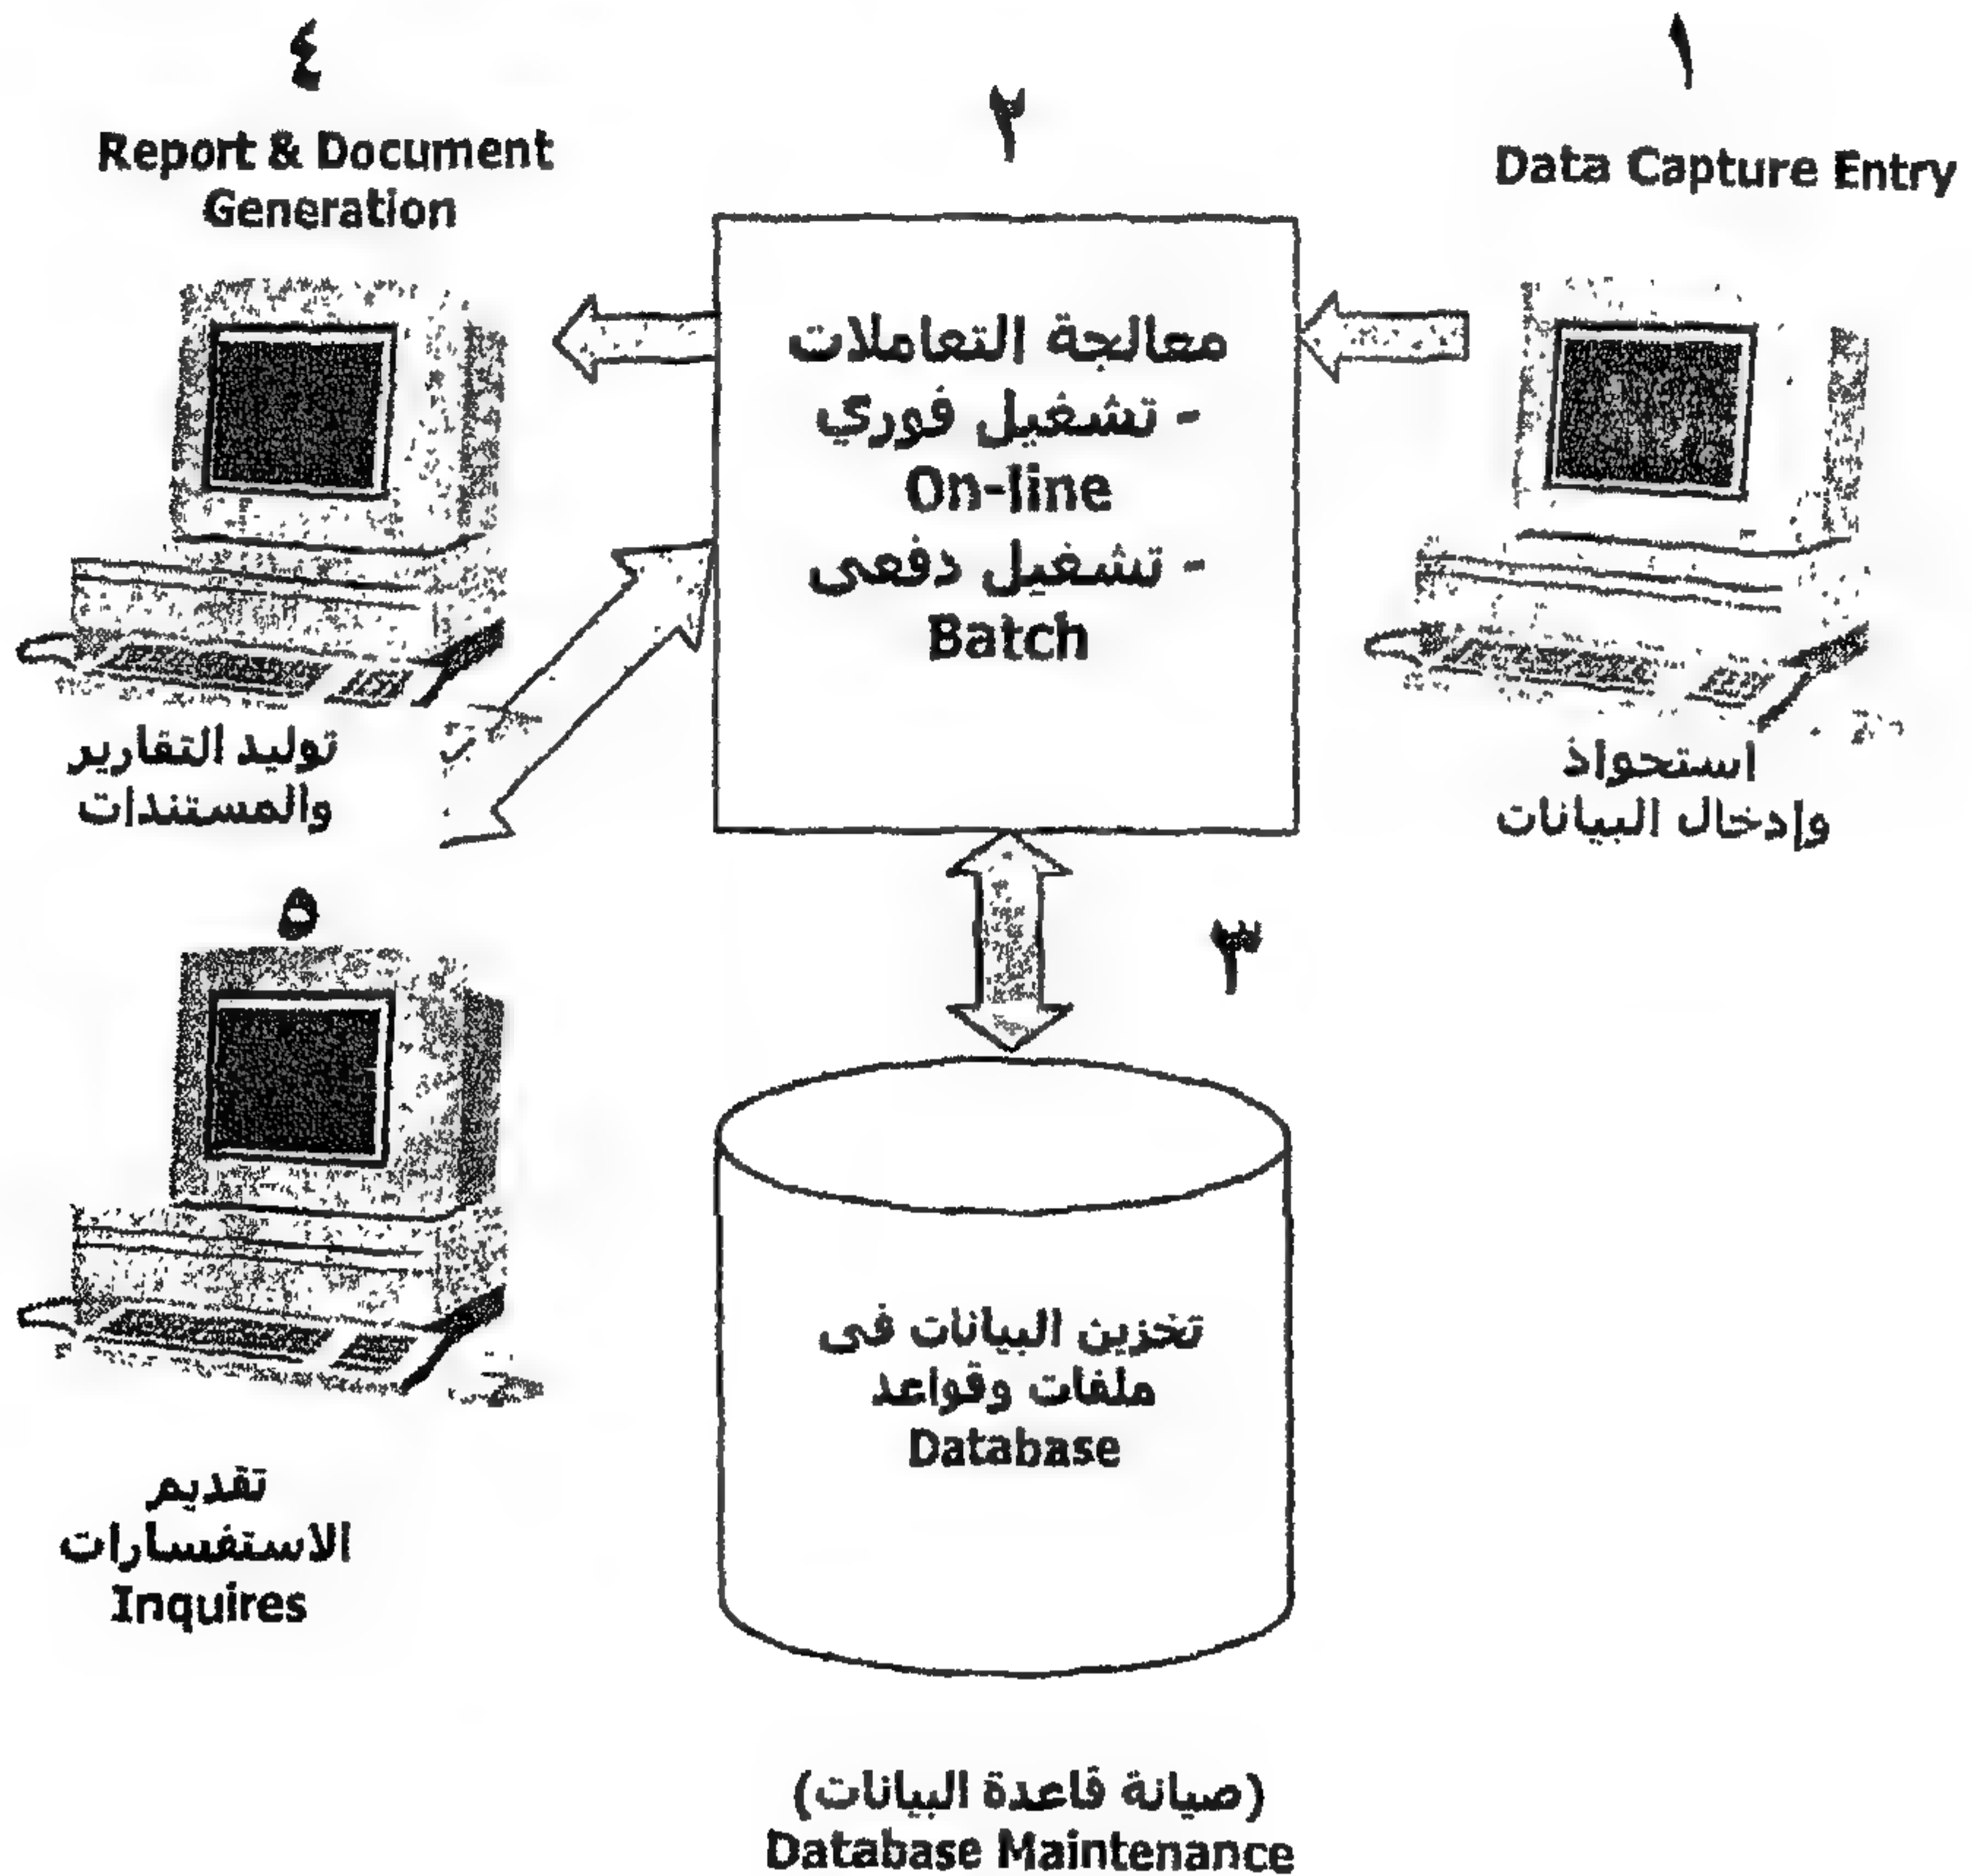 ١
Data Capture Entry
استحواذ
وإدخال البيانات
٢
معالجة التعاملات
- تشغيل فوري
On-line
- تشغيل دفعى
Batch
٣
تخزين البيانات فى
ملفات وقواعد
Database
(صيانة قاعدة البيانات)
Database Maintenance
٤
Report & Document
Generation
توليد التقارير
والمستندات
٥
تقديم
الاستفسارات
Inquires